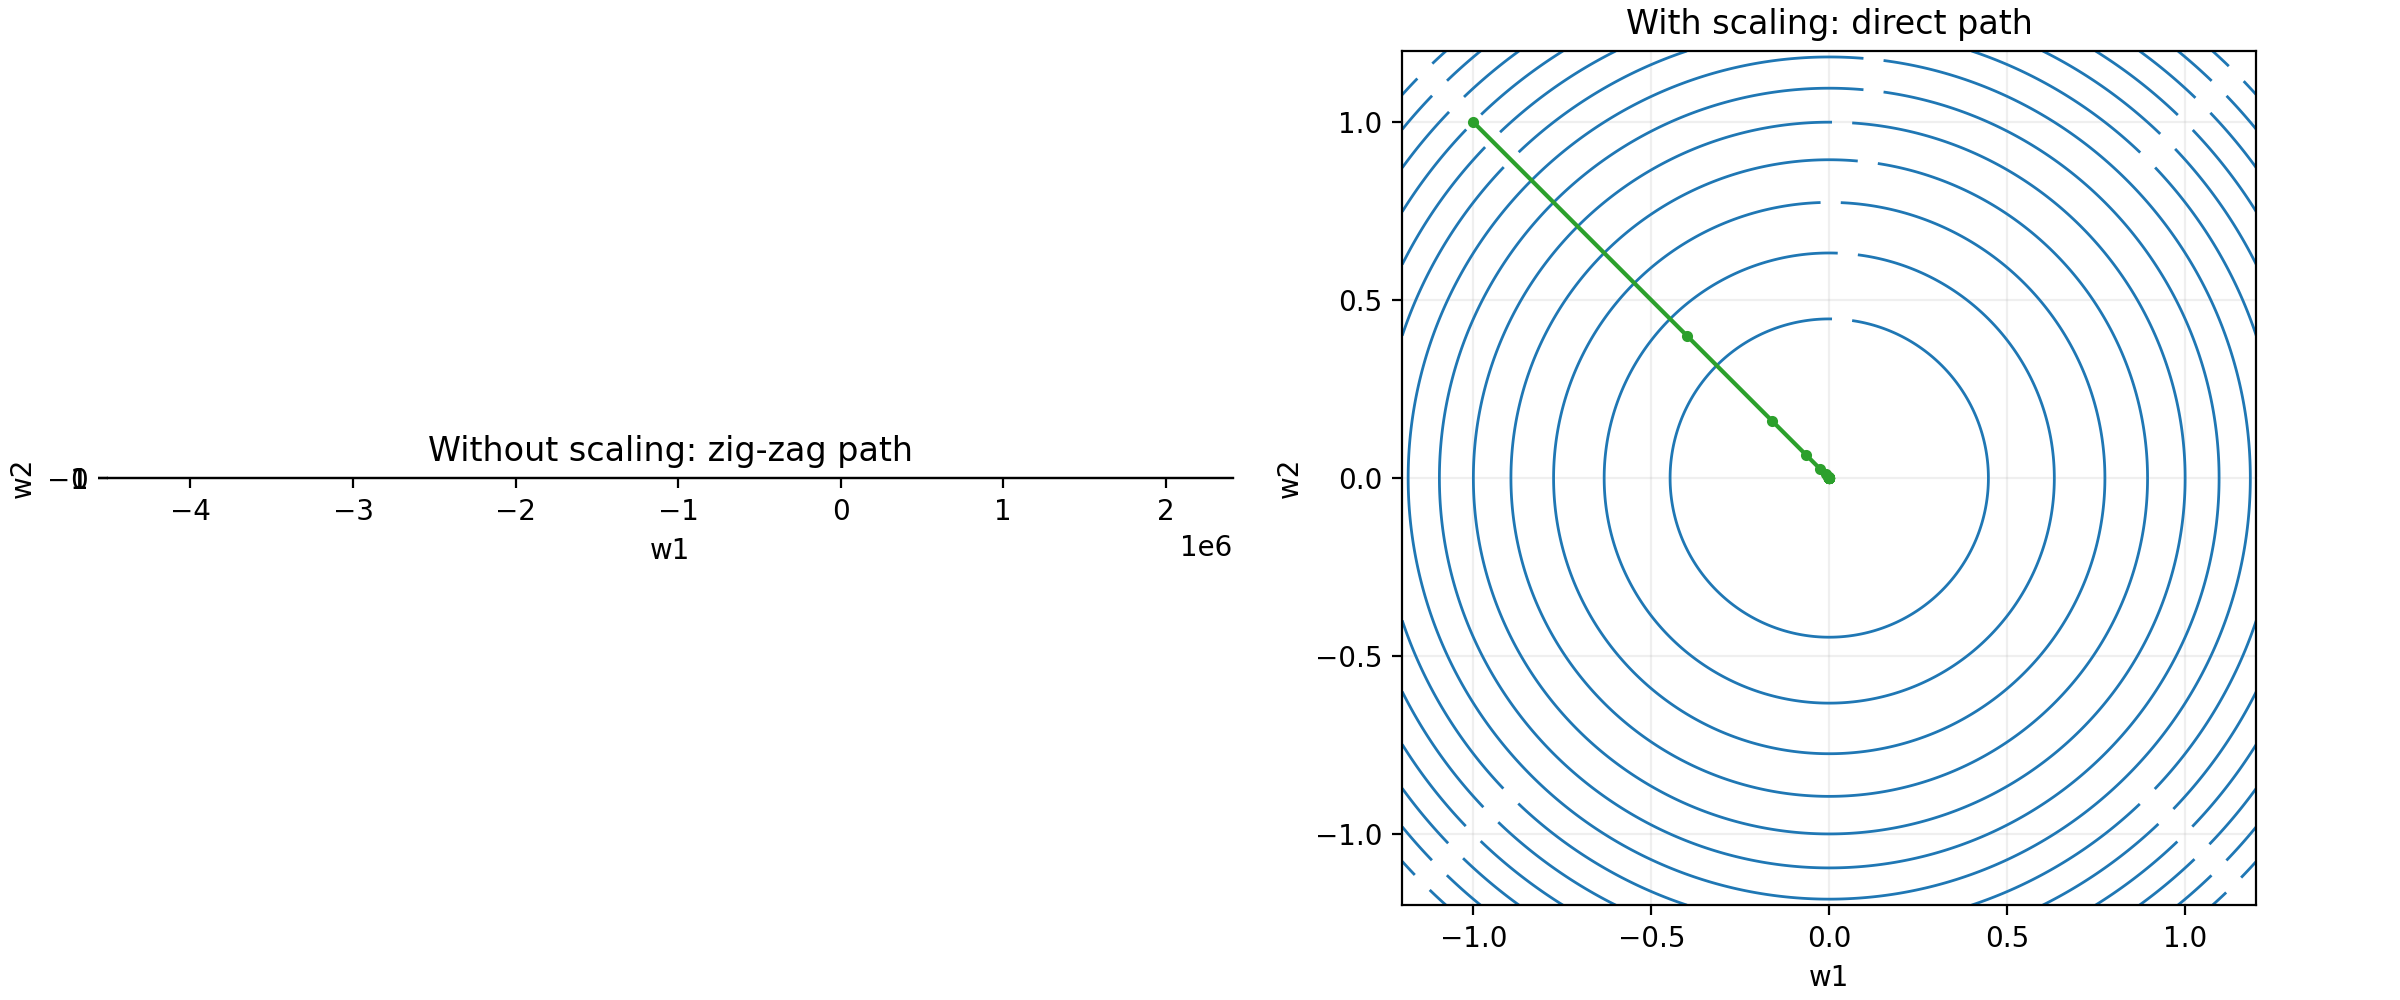 Without scaling: zig-zag path
w2
−4 −3 −2 −1 0 1 2
1e6
w1
With scaling: direct path
w2
1.0
0.5
0.0
−0.5
−1.0
−1.0 −0.5 0.0 0.5 1.0
w1